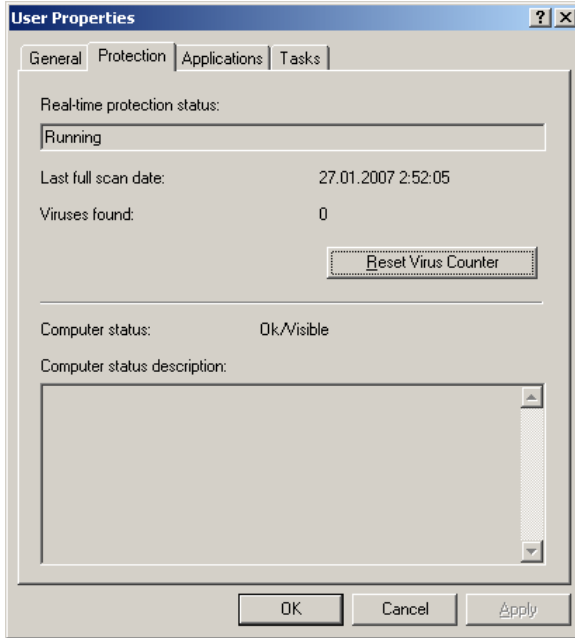 User Properties
General Protection Applications Tasks
Real-time protection status:
Running
Last full scan date: 27.01.2007 2:52:05
Viruses found: 0
Reset Virus Counter
Computer status: Ok/Visible
Computer status description:
OK Cancel Apply